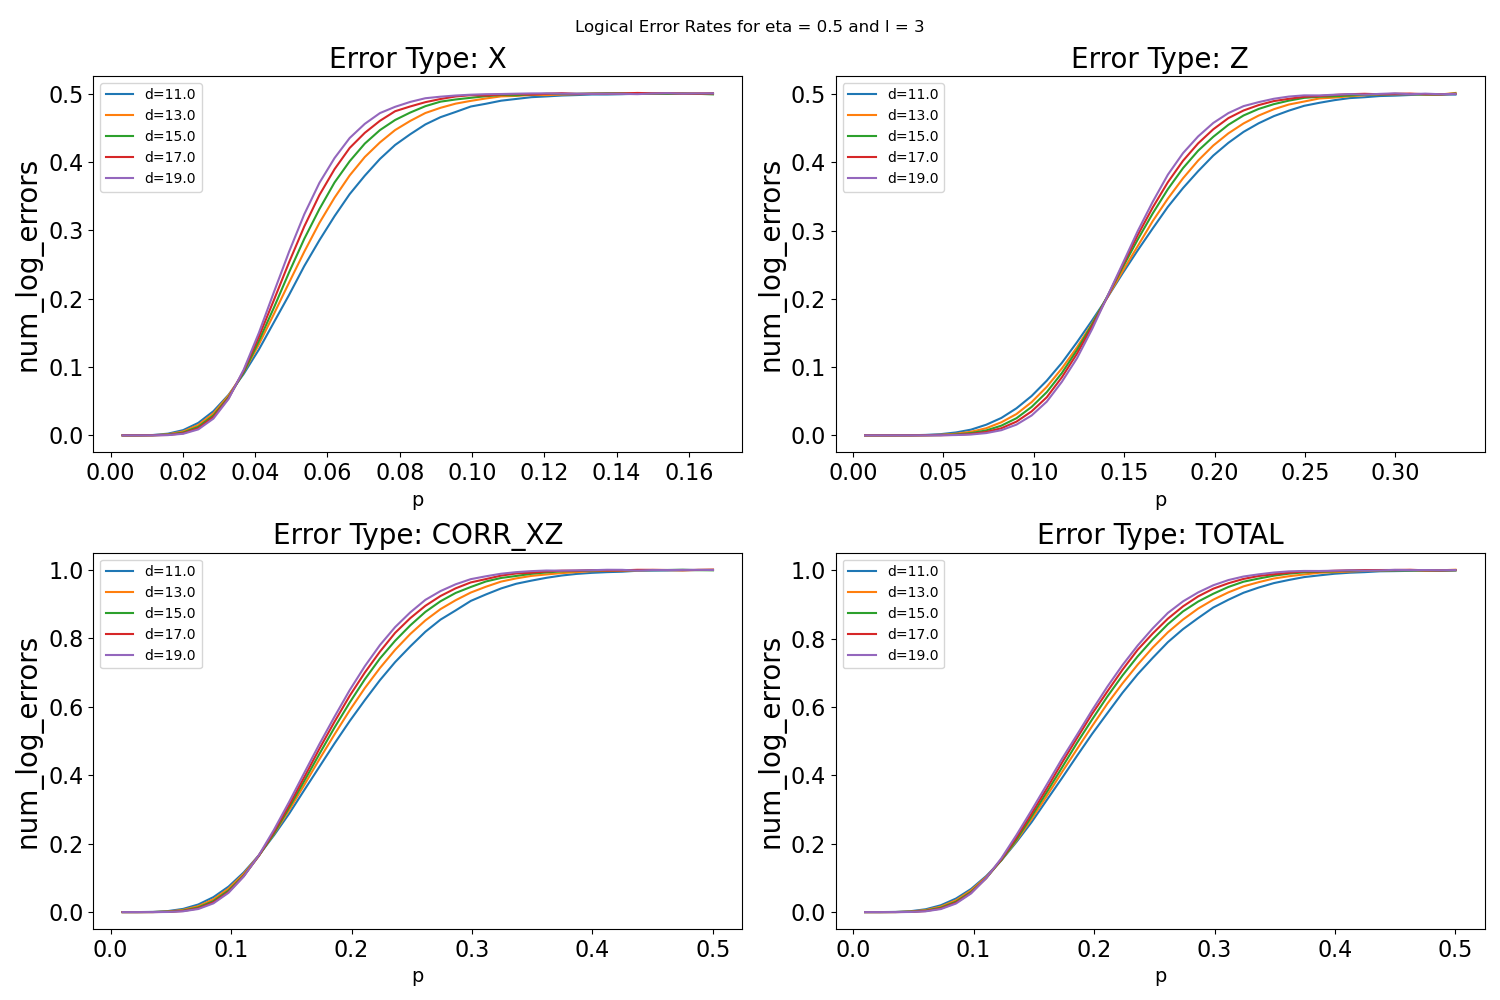 Logical Error Rates for eta = 0.5 and l = 3
Error Type: X
num_log_errors
0.5
0.4
0.3
0.2
0.1
0.0
d=11.0
d=13.0
d=15.0
d=17.0
d=19.0
0.00 0.02 0.04 0.06 0.08 0.10 0.12 0.14 0.16
p
Error Type: Z
num_log_errors
0.5
0.4
0.3
0.2
0.1
0.0
d=11.0
d=13.0
d=15.0
d=17.0
d=19.0
0.00 0.05 0.10 0.15 0.20 0.25 0.30
p
Error Type: CORR_XZ
num_log_errors
1.0
0.8
0.6
0.4
0.2
0.0
d=11.0
d=13.0
d=15.0
d=17.0
d=19.0
0.0 0.1 0.2 0.3 0.4 0.5
p
Error Type: TOTAL
num_log_errors
1.0
0.8
0.6
0.4
0.2
0.0
d=11.0
d=13.0
d=15.0
d=17.0
d=19.0
0.0 0.1 0.2 0.3 0.4 0.5
p